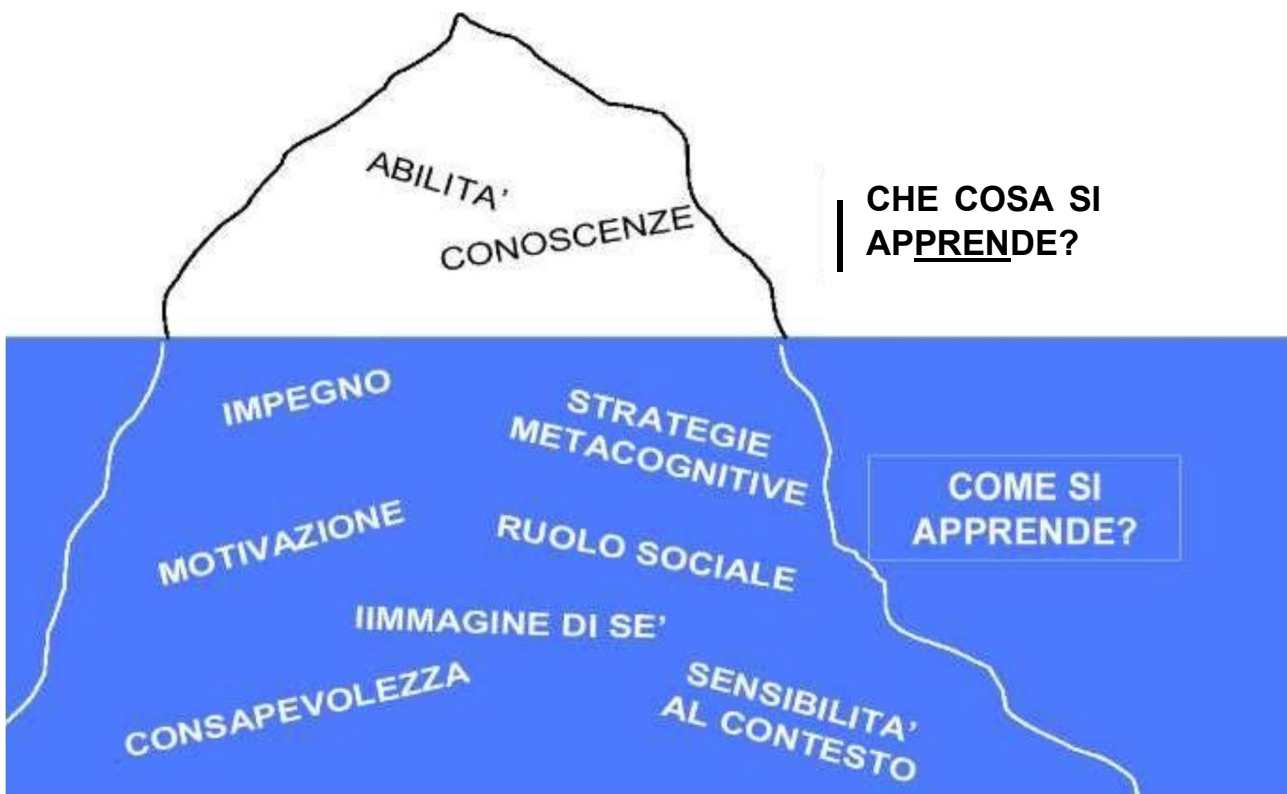 ABILITA'
CONOSCENZE
CHE COSA SI
APPRENDE?
IMPEGNO
STRATEGIE
METACOGNITIVE
COME SI
APPRENDE?
MOTIVAZIONE
RUOLO SOCIALE
IIMMAGINE DI SE'
CONSAPEVOLEZZA
SENSIBILITA'
AL CONTESTO